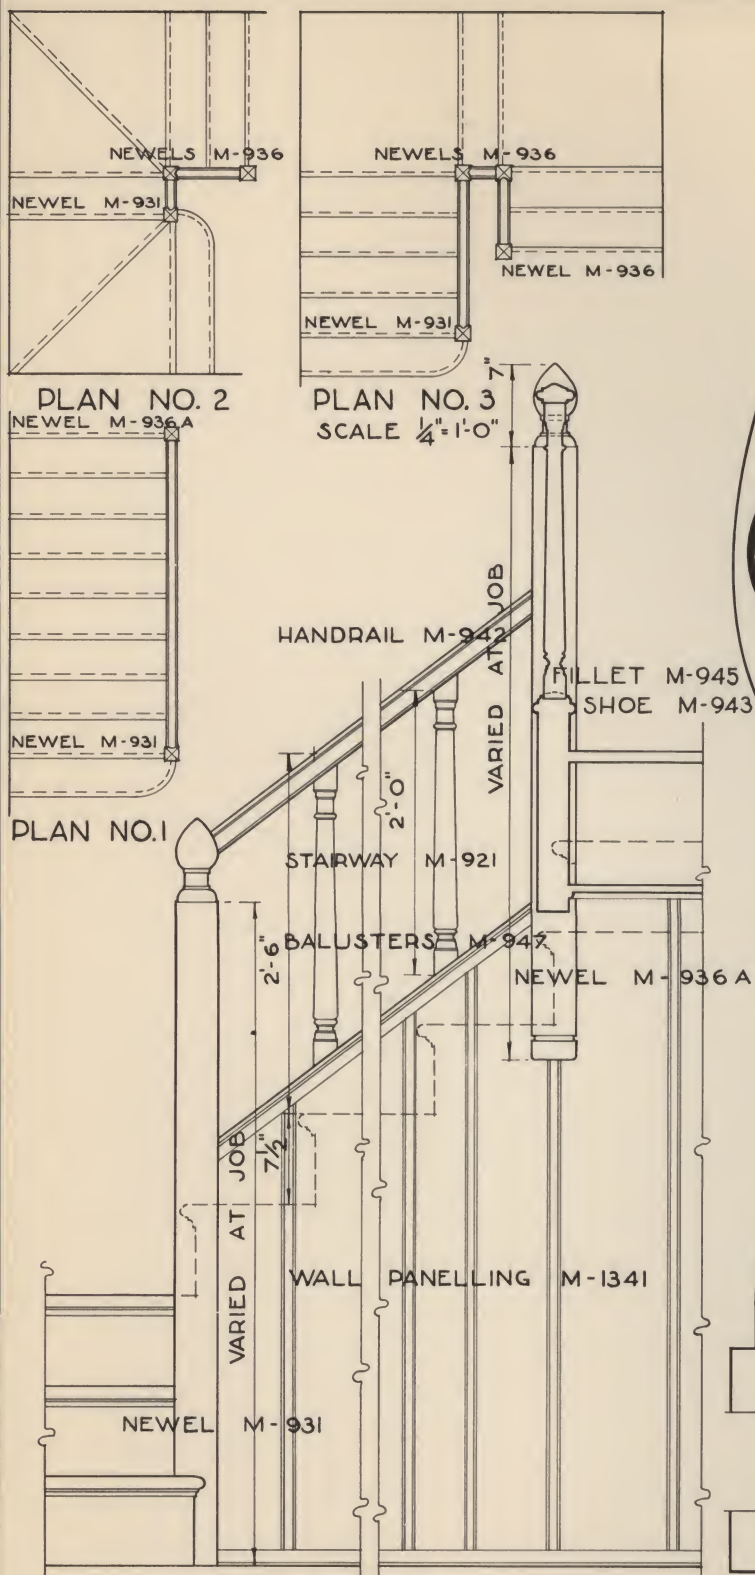 NEWELS M-936
NEWEL M-931
PLAN NO. 2
NEWELS M-936
NEWEL M-936
NEWEL M-931
PLAN NO. 3
SCALE 1/4"=1'-0"
NEWEL M-936A
NEWEL M-931
PLAN NO.1
7"
VARIED AT JOB
HANDRAIL M-942
FILLET M-945
SHOE M-943
2'-0"
STAIRWAY M-921
2'-6"
BALUSTERS M-947
NEWEL M-936A
7½"
VARIED AT JOB
WALL PANELLING M-1341
NEWEL M-931